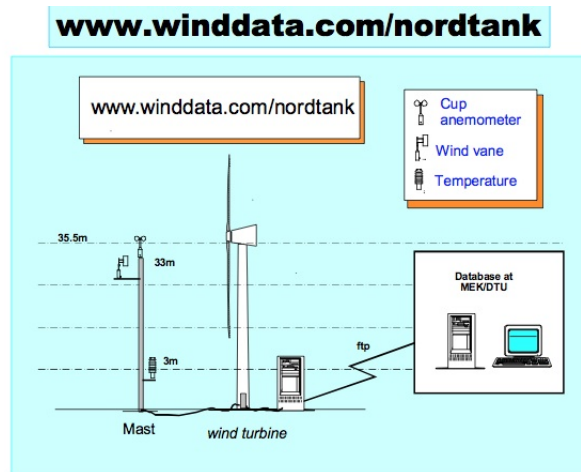 www.winddata.com/nordtank
www.winddata.com/nordtank
Cup
anemometer
Wind vane
Temperature
35.5m
33m
Database at
MEK/DTU
ftp
3m
Mast
wind turbine